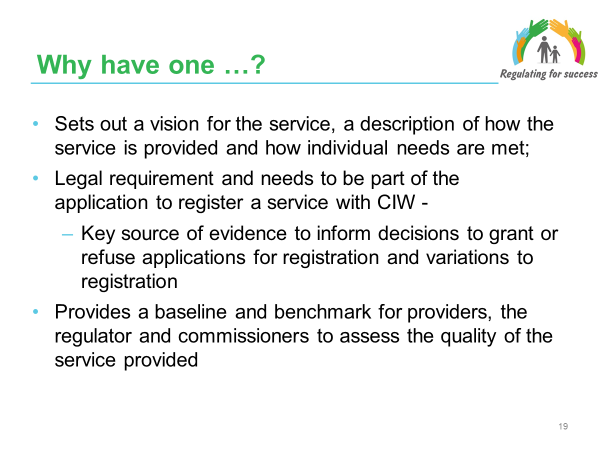 Why have one …?
Regulating for success
• Sets out a vision for the service, a description of how the
service is provided and how individual needs are met;
• Legal requirement and needs to be part of the
application to register a service with CIW -
– Key source of evidence to inform decisions to grant or
refuse applications for registration and variations to
registration
• Provides a baseline and benchmark for providers, the
regulator and commissioners to assess the quality of the
service provided
19